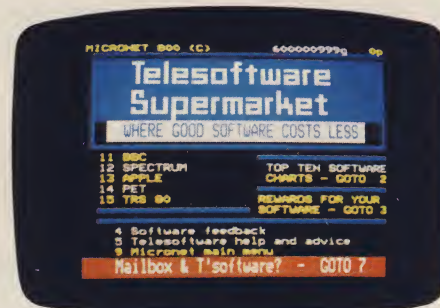 MICRONET 800 (C) 600000999g 0p
Telesoftware
Supermarket
WHERE GOOD SOFTWARE COSTS LESS
11 BBC
12 SPECTRUM
13 APPLE
14 PET
15 TRS 80
TOP TEN SOFTWARE
CHARTS - GOTO 2
REWARDS FOR YOUR
SOFTWARE - GOTO 3
4 Software feedback
5 Telesoftware help and advice
9 Micronet main menu
Mailbox & T'software? - GOTO 7